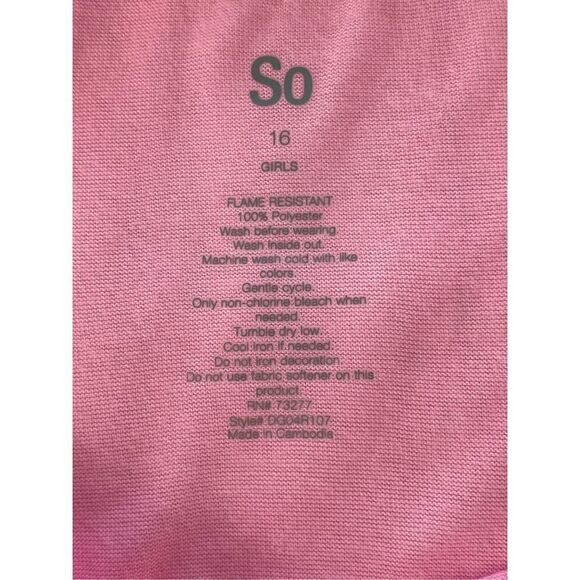 So
16
GIRLS
FLAME RESISTANT
100% Polyester
Wash before wearing.
Wash inside out.
Machine wash cold with like
colors.
Gentle cycle.
Only non-chlorine bleach when
needed.
Tumble dry low.
Cool iron if needed.
Do not iron decoration.
Do not use fabric softener on this
product.
RN# 73277
Style# DG04R107
Made in Cambodia